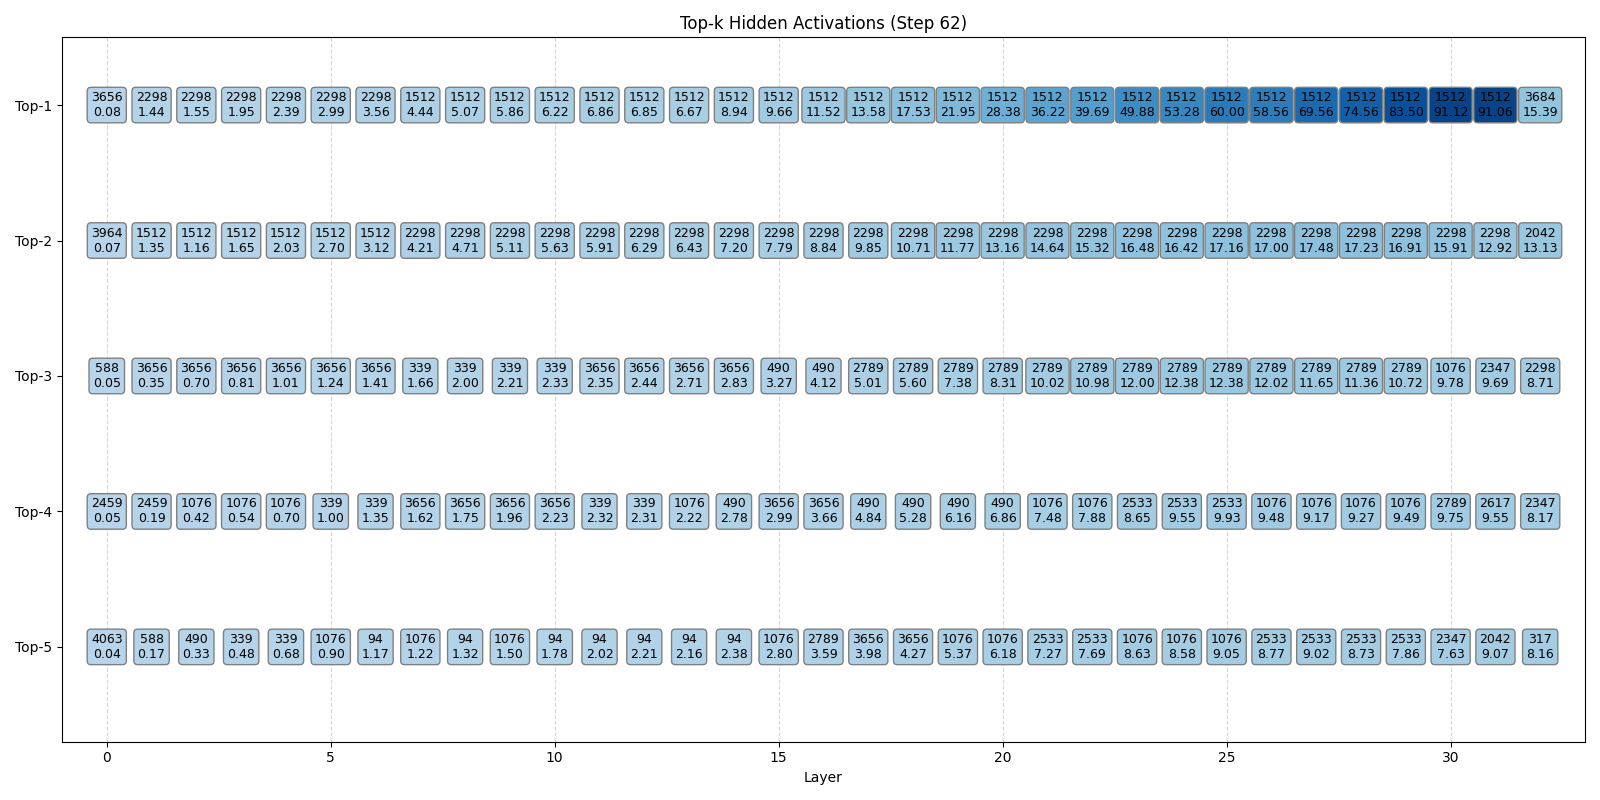 Top-k Hidden Activations (Step 62)
Top-1
3656 2298 2298 2298 2298 2298 2298 1512 1512 1512 1512 1512 1512 1512 1512 1512 1512 1512 1512 1512 1512 1512 1512 1512 1512 1512 1512 1512 1512 1512 1512 3684
0.08 1.44 1.55 1.95 2.39 2.99 3.56 4.44 5.07 5.86 6.22 6.86 6.85 6.67 8.94 9.66 11.52 13.58 17.53 21.95 28.38 36.22 39.69 49.88 53.28 60.00 58.56 69.56 74.56 83.50 91.12 91.06 15.39
Top-2
3964 1512 1512 1512 1512 1512 1512 2298 2298 2298 2298 2298 2298 2298 2298 2298 2298 2298 2298 2298 2298 2298 2298 2298 2298 2298 2298 2298 2298 2298 2298 2298 2042
0.07 1.35 1.16 1.65 2.03 2.70 3.12 4.21 4.71 5.11 5.63 5.91 6.29 6.43 7.20 7.79 8.84 9.85 10.71 11.77 13.16 14.64 15.32 16.48 16.42 17.16 17.00 17.48 17.23 16.91 15.91 12.92 13.13
Top-3
588 3656 3656 3656 3656 3656 3656 339 339 339 339 3656 3656 3656 3656 490 490 2789 2789 2789 2789 2789 2789 2789 2789 2789 2789 2789 2789 2789 1076 2347 2298
0.05 0.35 0.70 0.81 1.01 1.24 1.41 1.66 2.00 2.21 2.33 2.35 2.44 2.71 2.83 3.27 4.12 5.01 5.60 7.38 8.31 10.02 10.98 12.00 12.38 12.38 12.02 11.65 11.36 10.72 9.78 9.69 8.71
Top-4
2459 2459 1076 1076 1076 339 339 3656 3656 3656 3656 339 339 1076 490 3656 3656 490 490 490 490 1076 1076 2533 2533 2533 1076 1076 1076 1076 2789 2617 2347
0.05 0.19 0.42 0.54 0.70 1.00 1.35 1.62 1.75 1.96 2.23 2.32 2.31 2.22 2.78 2.99 3.66 4.84 5.28 6.16 6.86 7.48 7.88 8.65 9.55 9.93 9.48 9.17 9.27 9.49 9.75 9.55 8.17
Top-5
4063 588 490 339 339 1076 94 1076 94 1076 94 94 94 94 94 1076 2789 3656 3656 1076 1076 2533 2533 1076 1076 1076 2533 2533 2533 2533 2347 2042 317
0.04 0.17 0.33 0.48 0.68 0.90 1.17 1.22 1.32 1.50 1.78 2.02 2.21 2.16 2.38 2.80 3.59 3.98 4.27 5.37 6.18 7.27 7.69 8.63 8.58 9.05 8.77 9.02 8.73 7.86 7.63 9.07 8.16
0 5 10 15 20 25 30
Layer